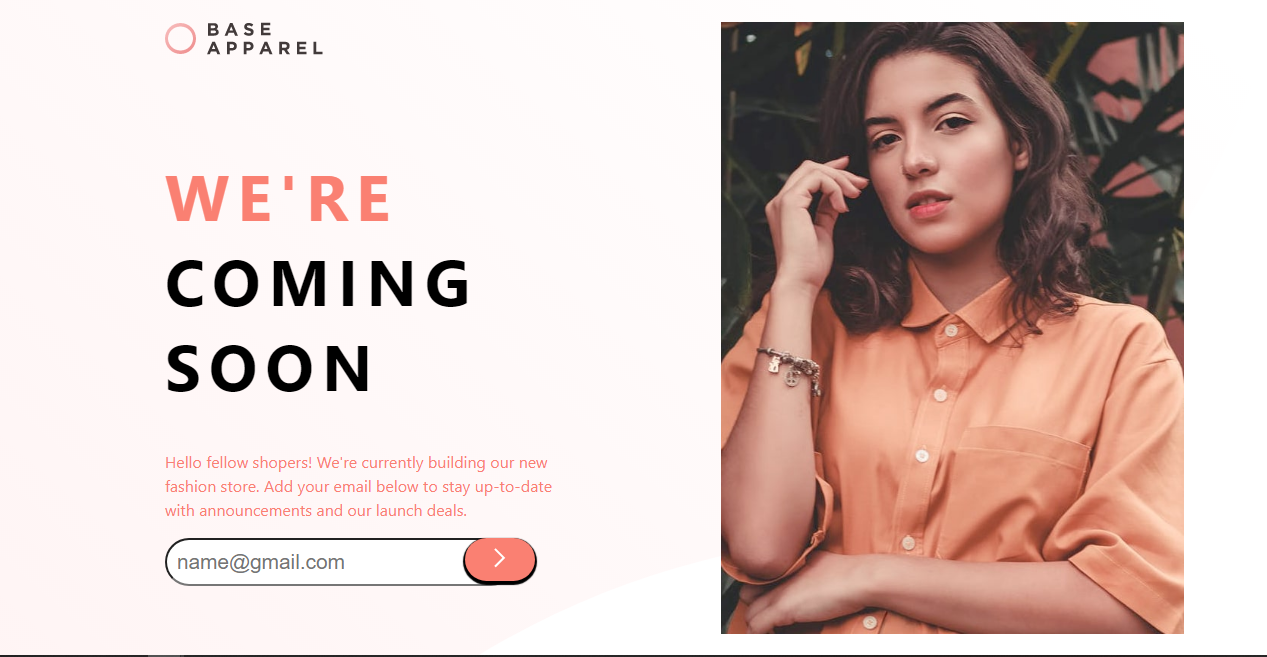 BASE
APPAREL
WE'RE
COMING
SOON
Hello fellow shopers! We're currently building our new
fashion store. Add your email below to stay up-to-date
with announcements and our launch deals.
name@gmail.com